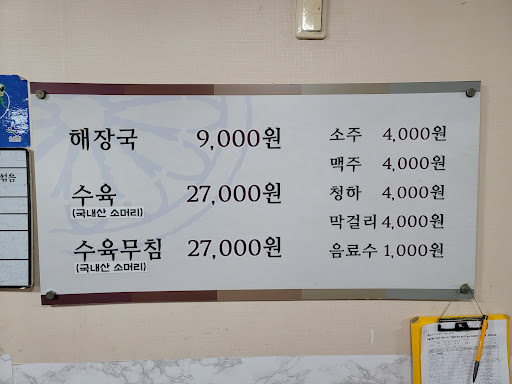 해장국 9,000원
수육 27,000원
(국내산 소머리)
수육무침 27,000원
(국내산 소머리)
소주 4,000원
맥주 4,000원
청하 4,000원
막걸리 4,000원
음료수 1,000원